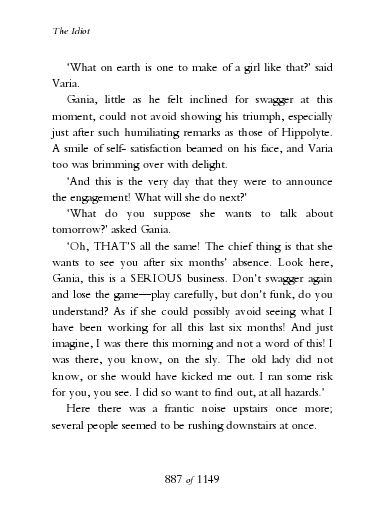 The Idiot
'What on earth is one to make of a girl like that?' said
Varia.
Gania, little as he felt inclined for swagger at this
moment, could not avoid showing his triumph, especially
just after such humiliating remarks as those of Hippolyte.
A smile of self- satisfaction beamed on his face, and Varia
too was brimming over with delight.
'And this is the very day that they were to announce
the engagement! What will she do next?'
'What do you suppose she wants to talk about
tomorrow?' asked Gania.
'Oh, THAT'S all the same! The chief thing is that she
wants to see you after six months' absence. Look here,
Gania, this is a SERIOUS business. Don't swagger again
and lose the game—play carefully, but don't funk, do you
understand? As if she could possibly avoid seeing what I
have been working for all this last six months! And just
imagine, I was there this morning and not a word of this! I
was there, you know, on the sly. The old lady did not
know, or she would have kicked me out. I ran some risk
for you, you see. I did so want to find out, at all hazards.'
Here there was a frantic noise upstairs once more;
several people seemed to be rushing downstairs at once.
887 of 1149